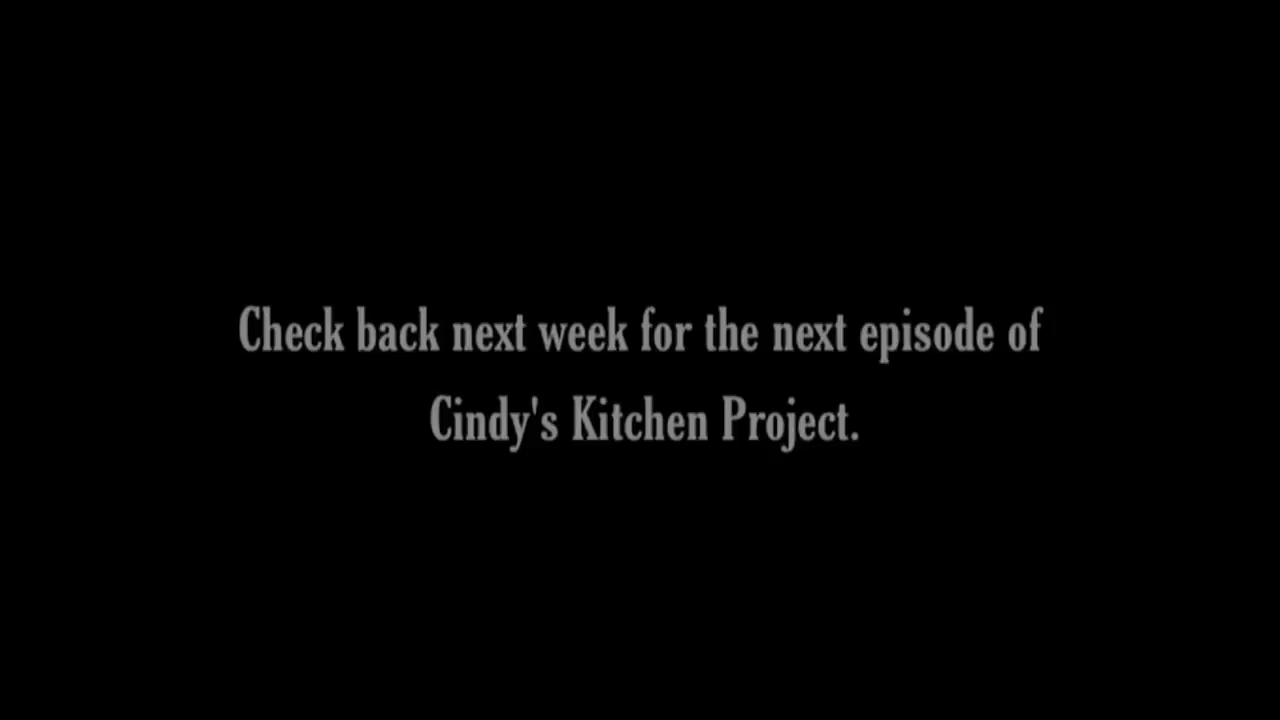 Check back next week for the next episode of
Cindy's Kitchen Project.